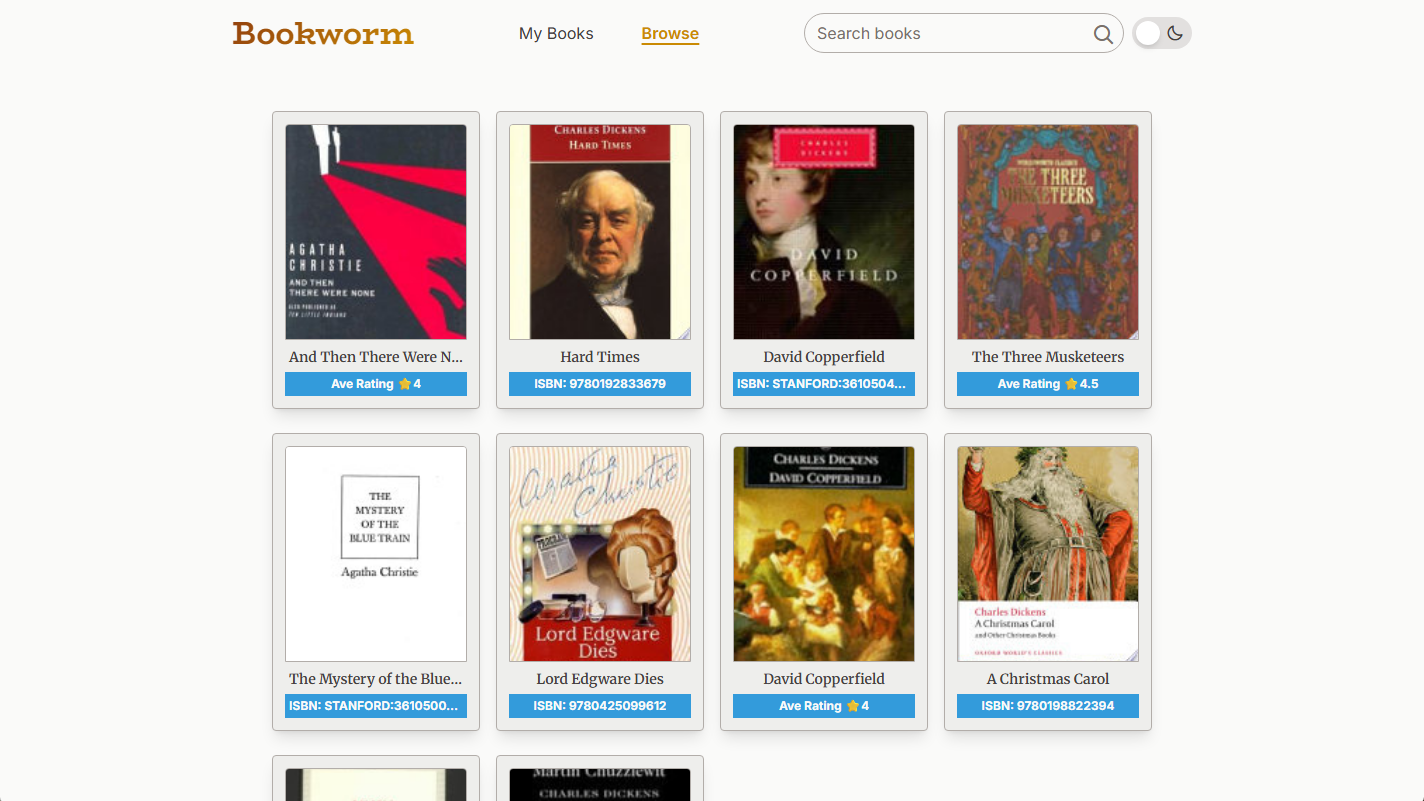 Bookworm
My Books
Browse
Search books
AGATHA
CHRISTIE
AND THEN
THERE WERE NONE
ALSO PUBLISHED AS
TEN LITTLE INDIANS
And Then There Were N...
Ave Rating ⭐4
CHARLES DICKENS
HARD TIMES
Hard Times
ISBN: 9780192833679
CHARLES
DICKENS
DAVID
COPPERFIELD
David Copperfield
ISBN: STANFORD:3610504...
WORDSWORTH CLASSICS
THE THREE
MUSKETEERS
The Three Musketeers
Ave Rating ⭐4.5
THE
MYSTERY
OF THE
BLUE TRAIN
Agatha Christie
The Mystery of the Blue...
ISBN: STANFORD:3610500...
Agatha
Christie
PROGRAM
Lord Edgware
Dies
Lord Edgware Dies
ISBN: 9780425099612
CHARLES DICKENS
DAVID COPPERFIELD
David Copperfield
Ave Rating ⭐4
Charles Dickens
A Christmas Carol
and Other Christmas Books
OXFORD WORLD'S CLASSICS
A Christmas Carol
ISBN: 9780198822394
Martin Chuzzlewit
CHARLES DICKENS